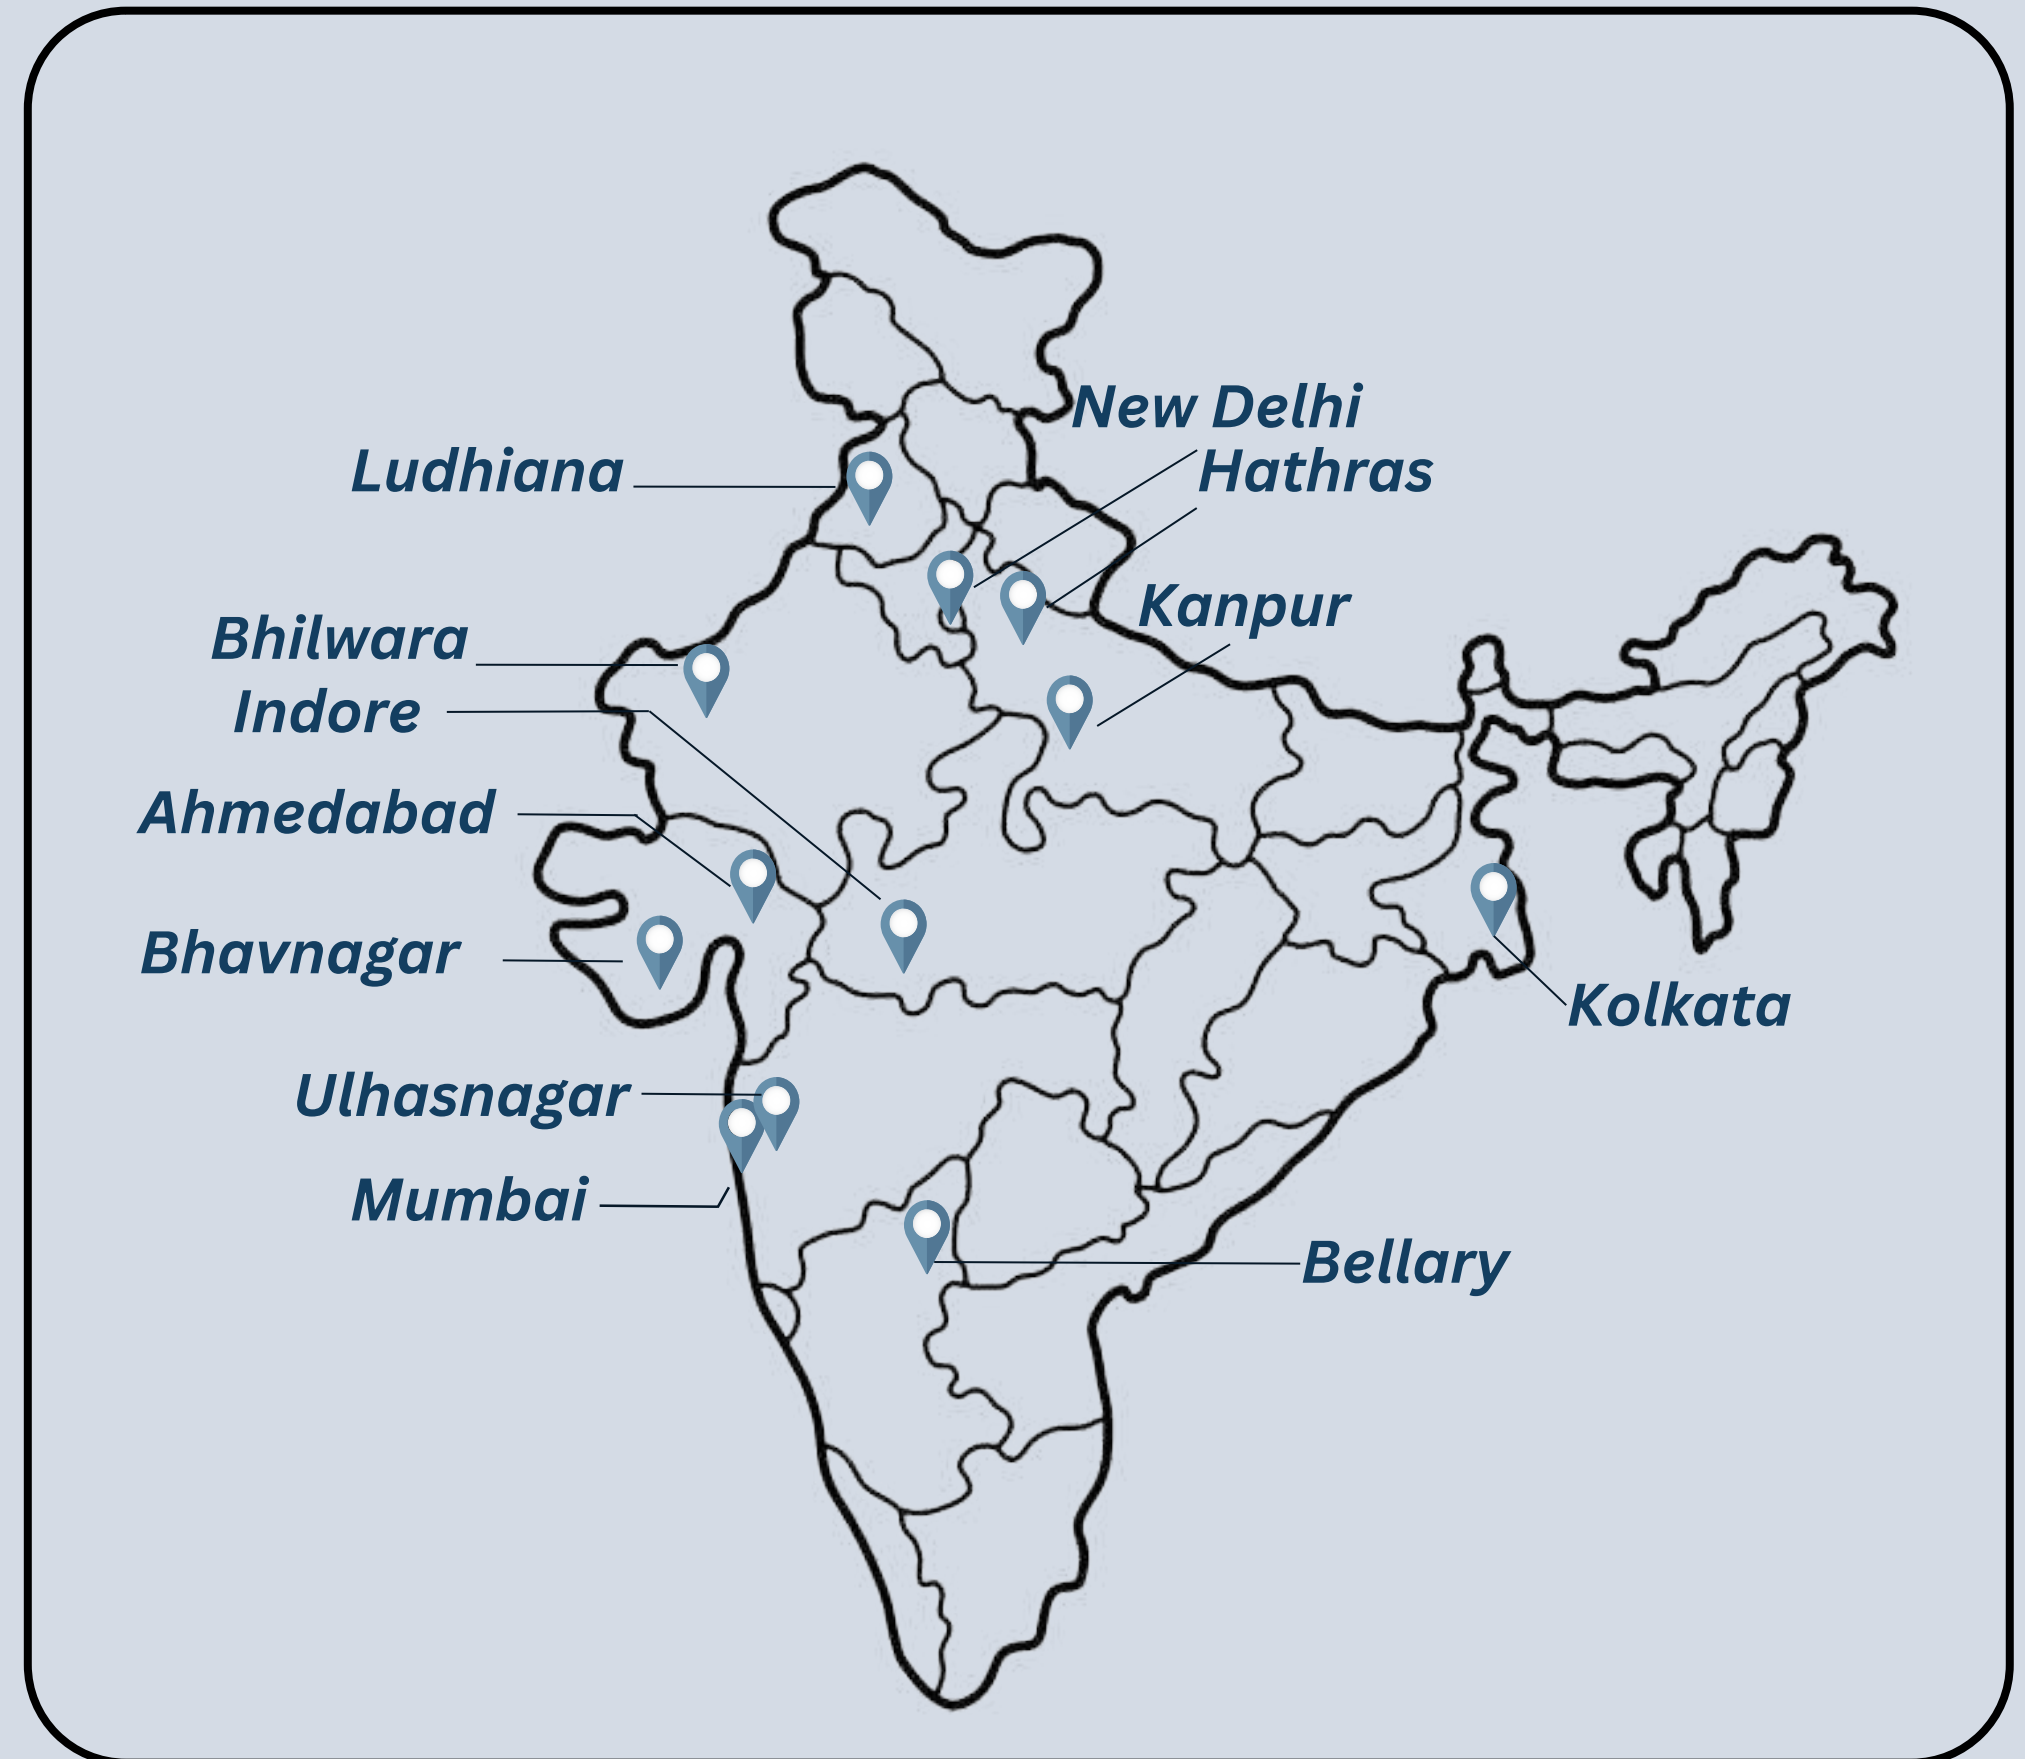 New Delhi
Ludhiana
Hathras
Kanpur
Bhilwara
Indore
Ahmedabad
Bhavnagar
Kolkata
Ulhasnagar
Mumbai
Bellary